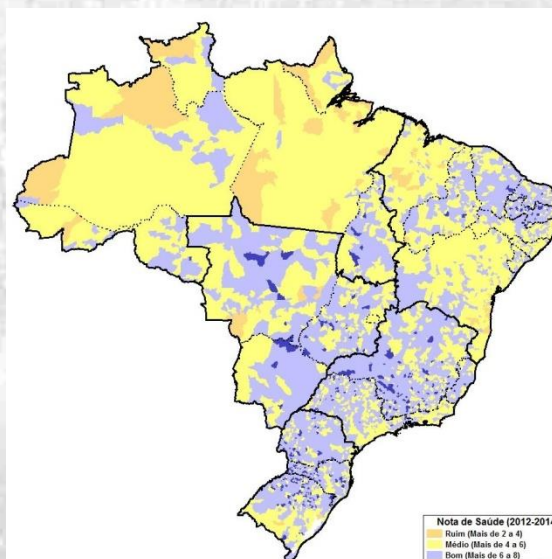 Nota de Saúde (2012-2014
Ruim (Mais de 2 a 4)
Médio (Mais de 4 a 6)
Bom (Mais de 6 a 8)